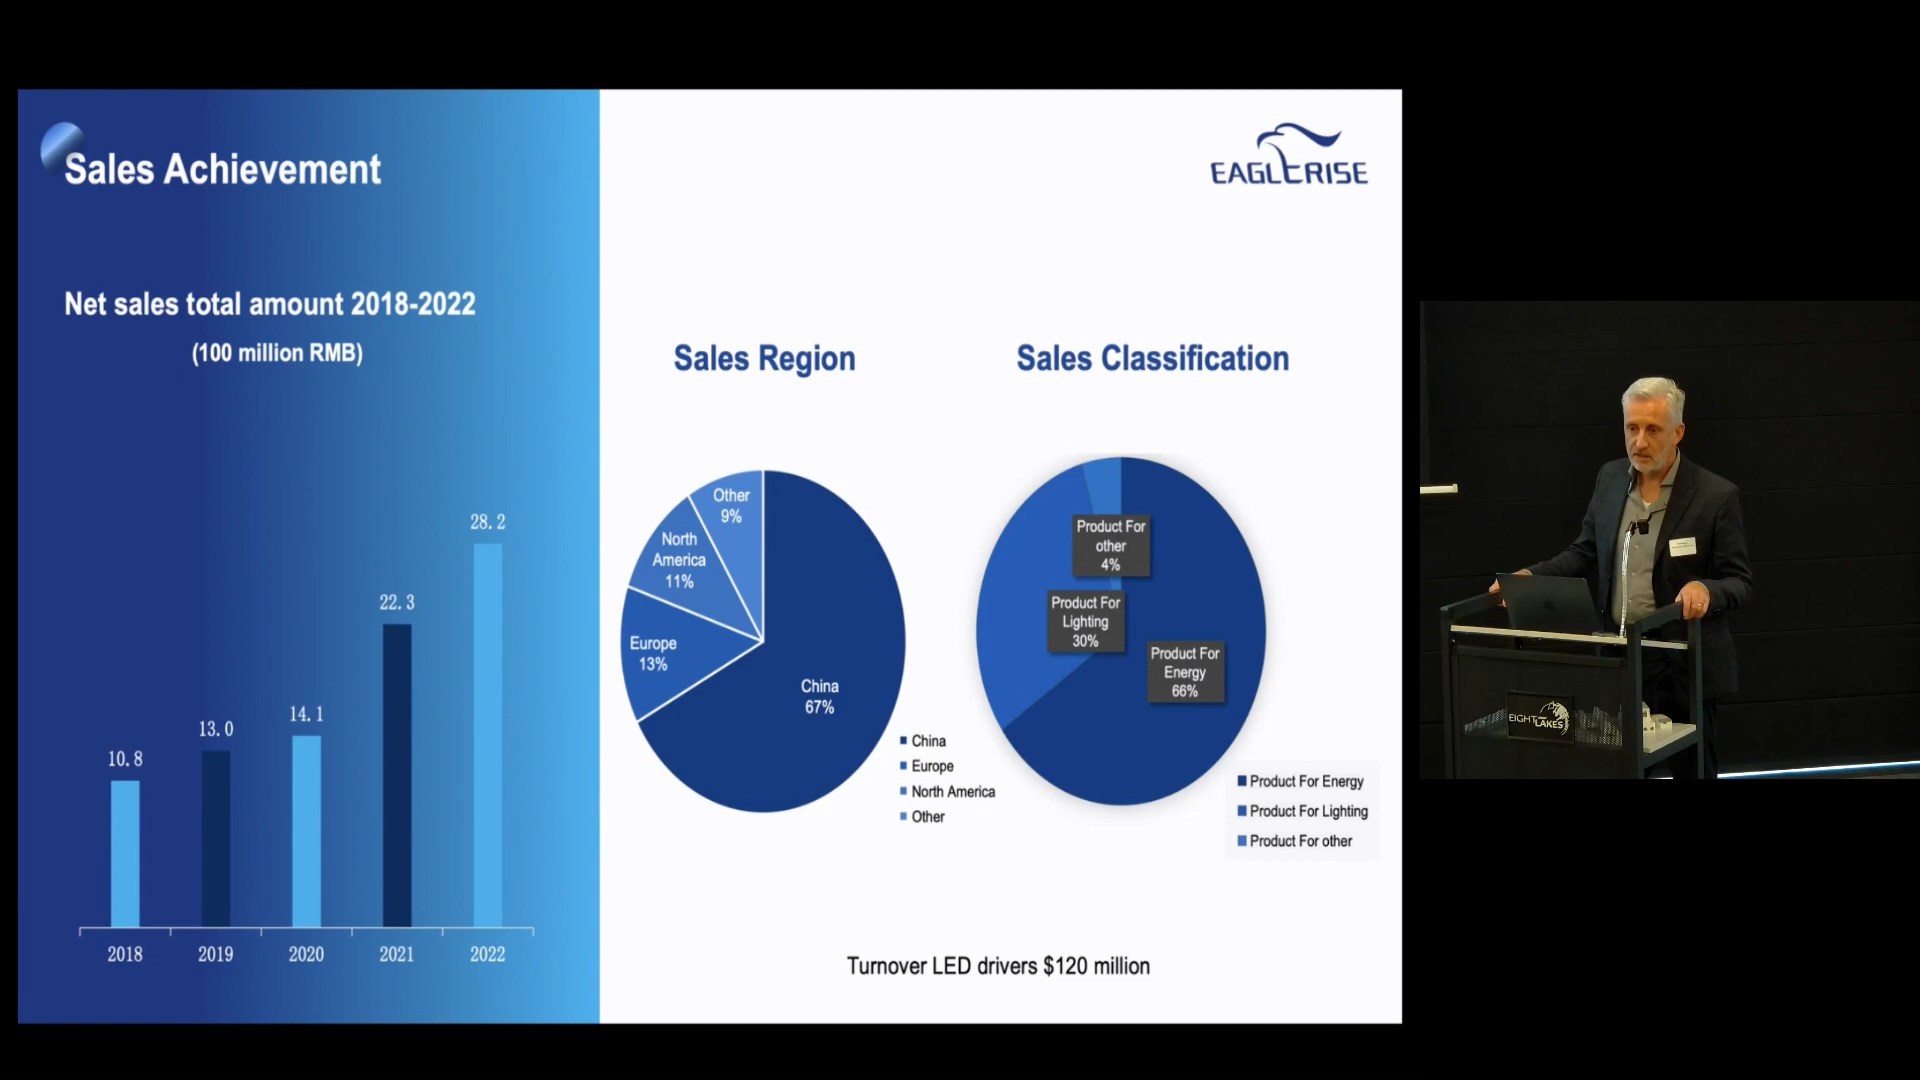 Sales Achievement
EAGLERISE
Net sales total amount 2018-2022
(100 million RMB)
10.8
13.0
14.1
22.3
28.2
2018
2019
2020
2021
2022
Sales Region
Other
9%
North
America
11%
Europe
13%
China
67%
China
Europe
North America
Other
Sales Classification
Product For
other
4%
Product For
Lighting
30%
Product For
Energy
66%
Product For Energy
Product For Lighting
Product For other
Turnover LED drivers $120 million
EIGHT LAKES